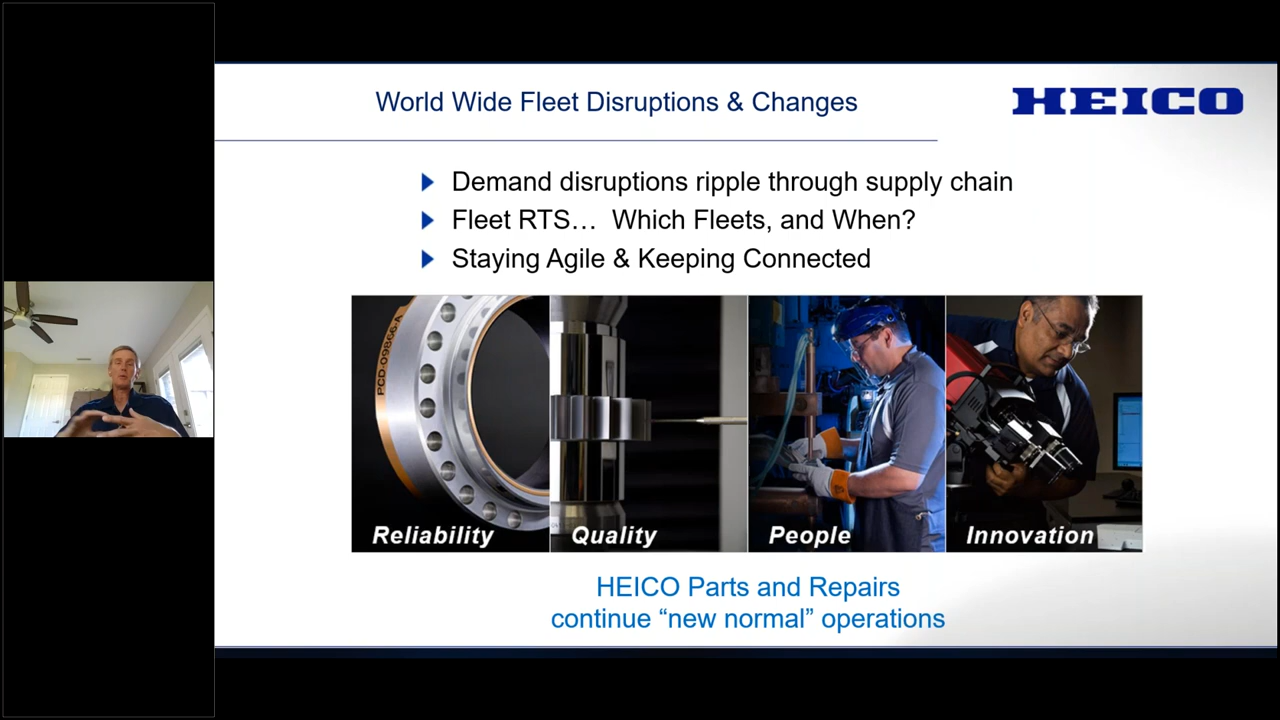 World Wide Fleet Disruptions & Changes
HEICO
Demand disruptions ripple through supply chain
Fleet RTS… Which Fleets, and When?
Staying Agile & Keeping Connected
PCD-09866-A
Reliability
Quality
People
Innovation
HEICO Parts and Repairs
continue “new normal” operations